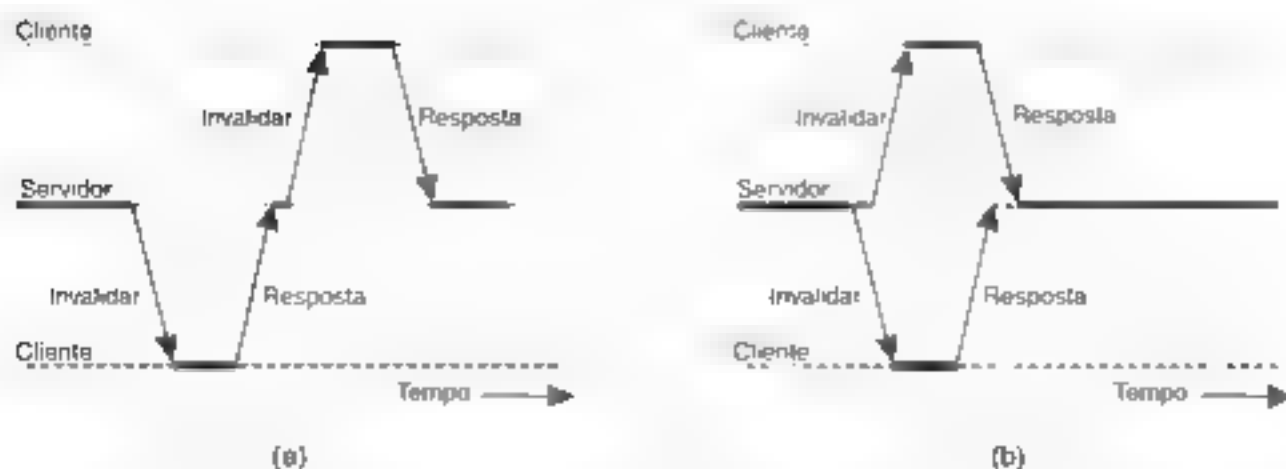 Cliente
Invalidar
Resposta
Servidor
Invalidar
Resposta
Cliente
Tempo
(a)
Cliente
Invalidar
Resposta
Servidor
Invalidar
Resposta
Cliente
Tempo
(b)